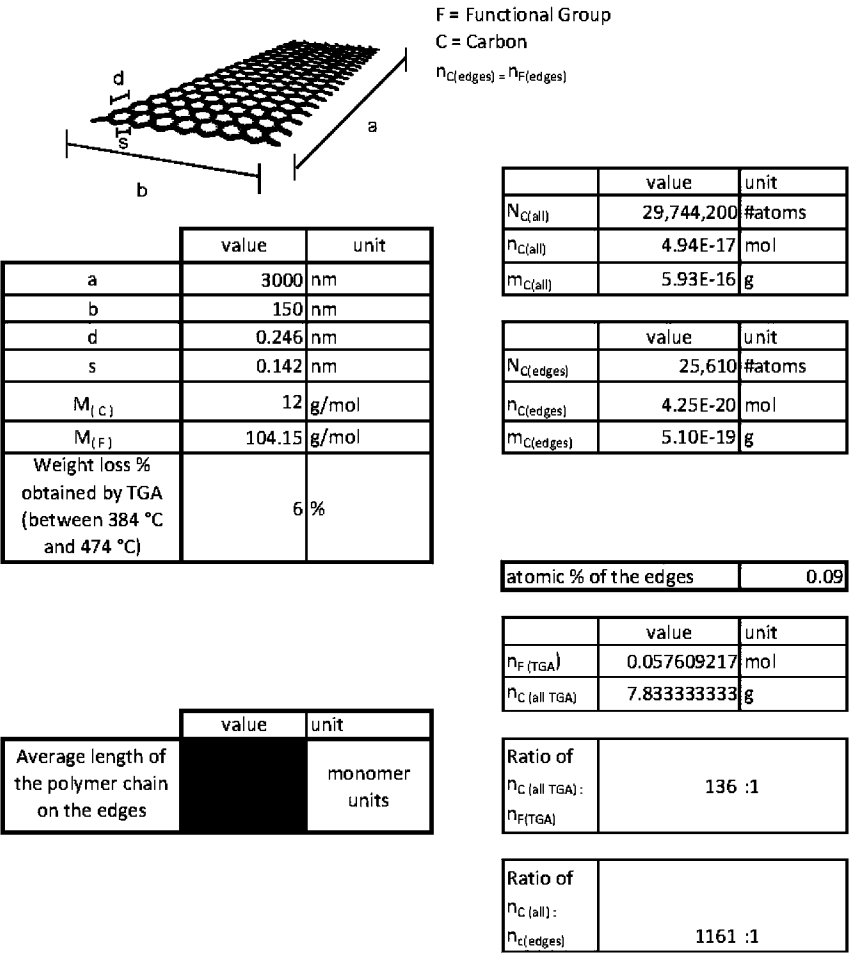 F = Functional Group
C = Carbon
nC(edges) = nF(edges)
d
s
a
b
value unit
a 3000 nm
b 150 nm
d 0.246 nm
s 0.142 nm
M(C) 12 g/mol
M(F) 104.15 g/mol
Weight loss %
obtained by TGA
(between 384 °C
and 474 °C)
6 %
value unit
Average length of
the polymer chain
on the edges
monomer
units
value unit
NC(all) 29,744,200 #atoms
nC(all) 4.94E-17 mol
mC(all) 5.93E-16 g
value unit
NC(edges) 25,610 #atoms
nC(edges) 4.25E-20 mol
mC(edges) 5.10E-19 g
atomic % of the edges 0.09
value unit
nF (TGA) 0.057609217 mol
nC (all TGA) 7.833333333 g
Ratio of
nC (all TGA) : 136 :1
nF(TGA)
Ratio of
nC (all) :
nc(edges) 1161 :1